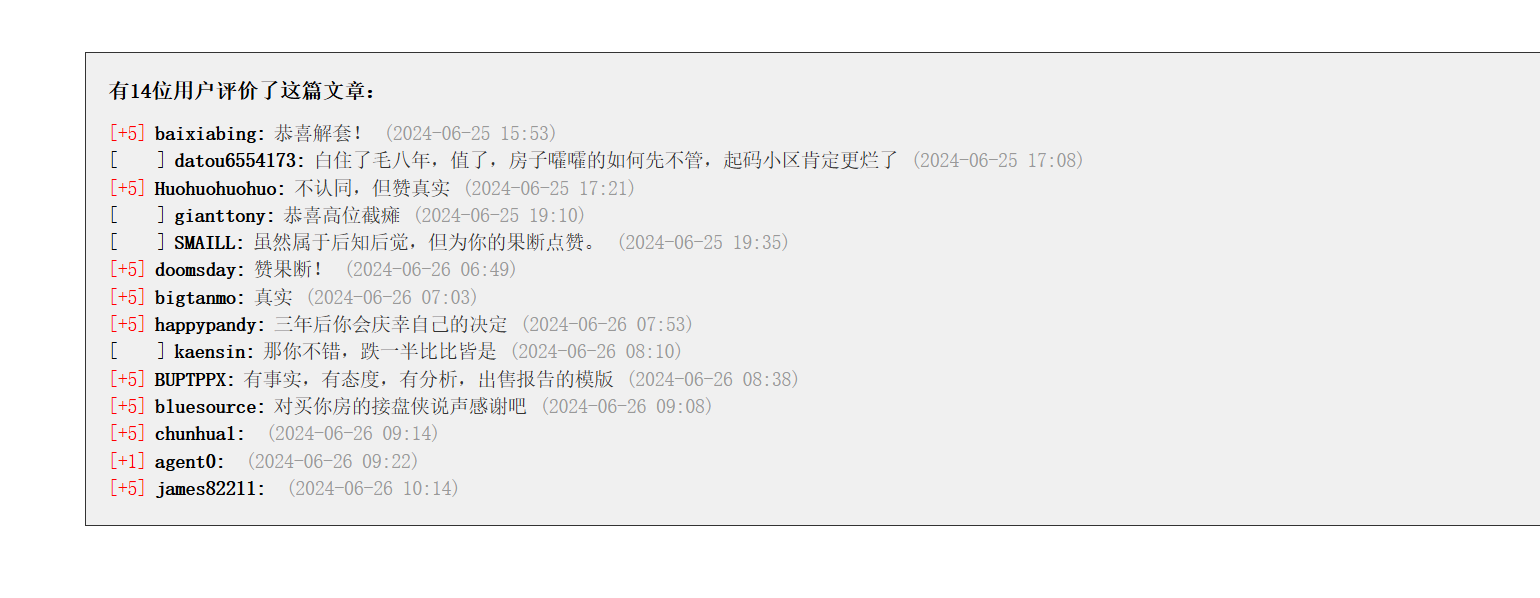 有14位用户评价了这篇文章：
[+5] baixiabing: 恭喜解套！ (2024-06-25 15:53)
[    ] datou6554173: 白住了毛八年，值了，房子嚯嚯的如何先不管，起码小区肯定更烂了 (2024-06-25 17:08)
[+5] Huohuohuohuo: 不认同，但赞真实 (2024-06-25 17:21)
[    ] gianttony: 恭喜高位截瘫 (2024-06-25 19:10)
[    ] SMAILL: 虽然属于后知后觉，但为你的果断点赞。 (2024-06-25 19:35)
[+5] doomsday: 赞果断！ (2024-06-26 06:49)
[+5] bigtanmo: 真实 (2024-06-26 07:03)
[+5] happypandy: 三年后你会庆幸自己的决定 (2024-06-26 07:53)
[    ] kaensin: 那你不错，跌一半比比皆是 (2024-06-26 08:10)
[+5] BUPTPPX: 有事实，有态度，有分析，出售报告的模版 (2024-06-26 08:38)
[+5] bluesource: 对买你房的接盘侠说声感谢吧 (2024-06-26 09:08)
[+5] chunhua1: (2024-06-26 09:14)
[+1] agent0: (2024-06-26 09:22)
[+5] james82211: (2024-06-26 10:14)